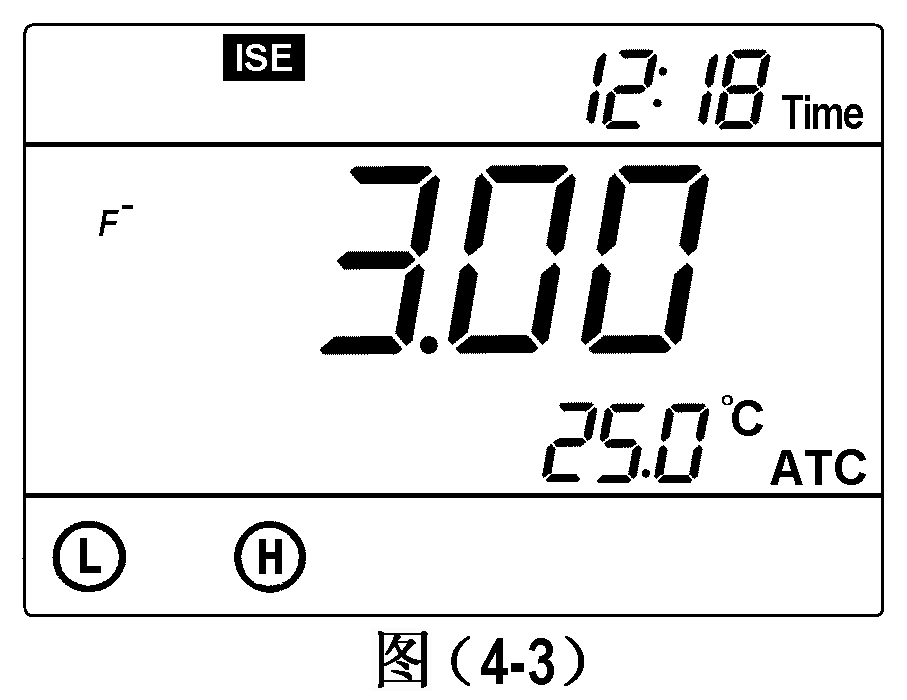 ISE 12:18 Time
F⁻ 3.00
25.0 ℃
ATC
L H
图（4-3）